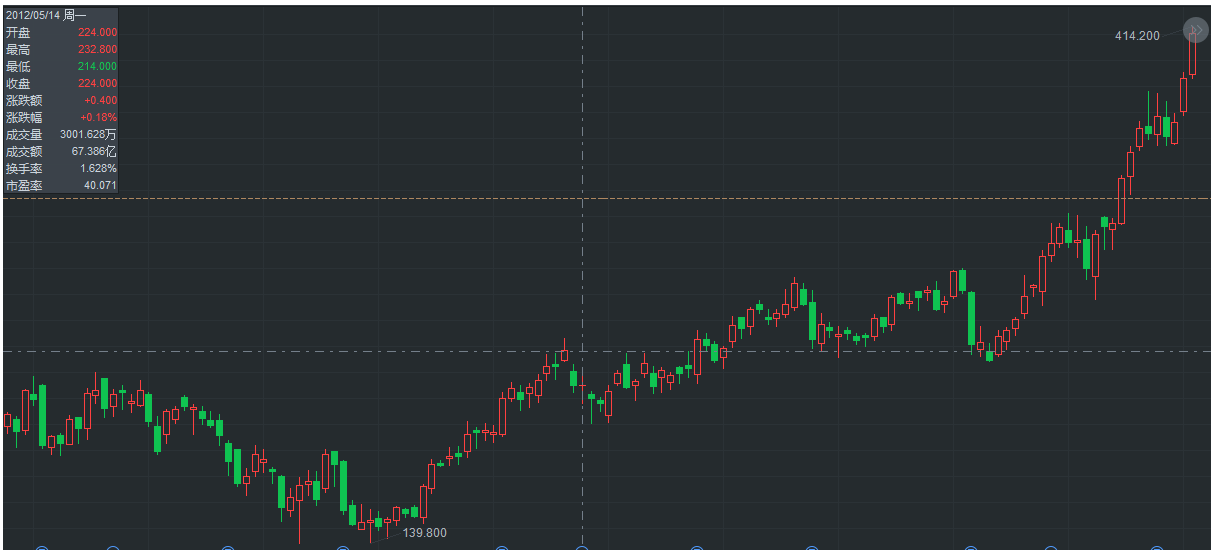 2012/05/14 周一
开盘 224.000
最高 232.800
最低 214.000
收盘 224.000
涨跌额 +0.400
涨跌幅 +0.18%
成交量 3001.628万
成交额 67.386亿
换手率 1.628%
市盈率 40.071
414.200
139.800